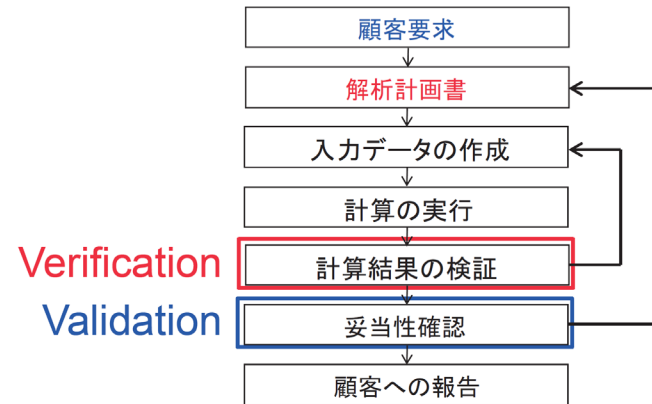 顧客要求
解析計画書
入力データの作成
計算の実行
Verification
計算結果の検証
Validation
妥当性確認
顧客への報告